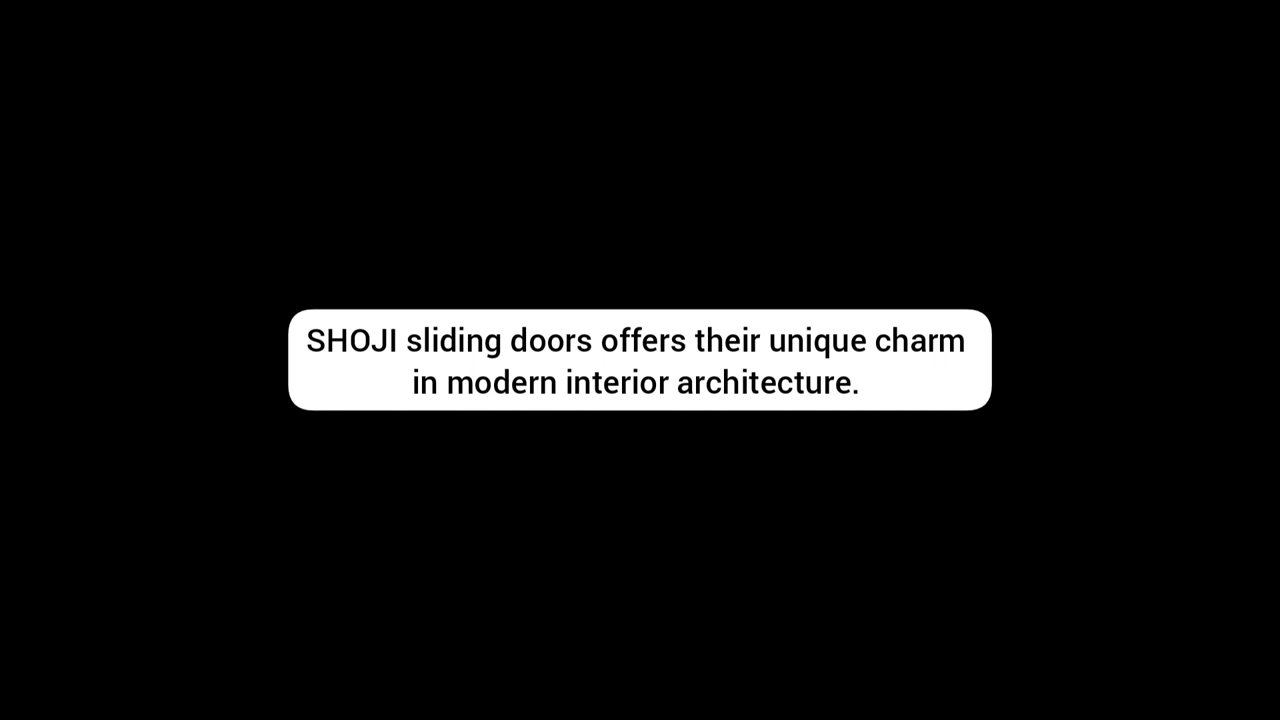 SHOJI sliding doors offers their unique charm
in modern interior architecture.